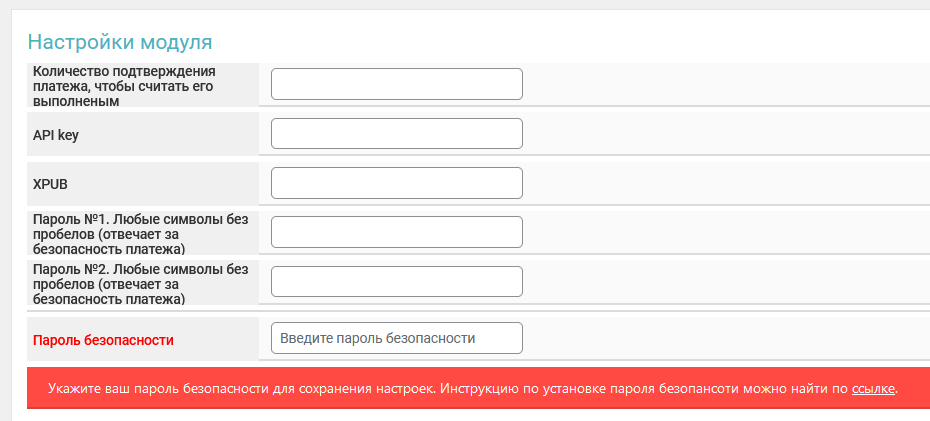 Настройки модуля
Количество подтверждения
платежа, чтобы считать его
выполненым
API key
XPUB
Пароль №1. Любые символы без
пробелов (отвечает за
безопасность платежа)
Пароль №2. Любые символы без
пробелов (отвечает за
безопасность платежа)
Пароль безопасности
Введите пароль безопасности
Укажите ваш пароль безопасности для сохранения настроек. Инструкцию по установке пароля безопансоти можно найти по ссылке.